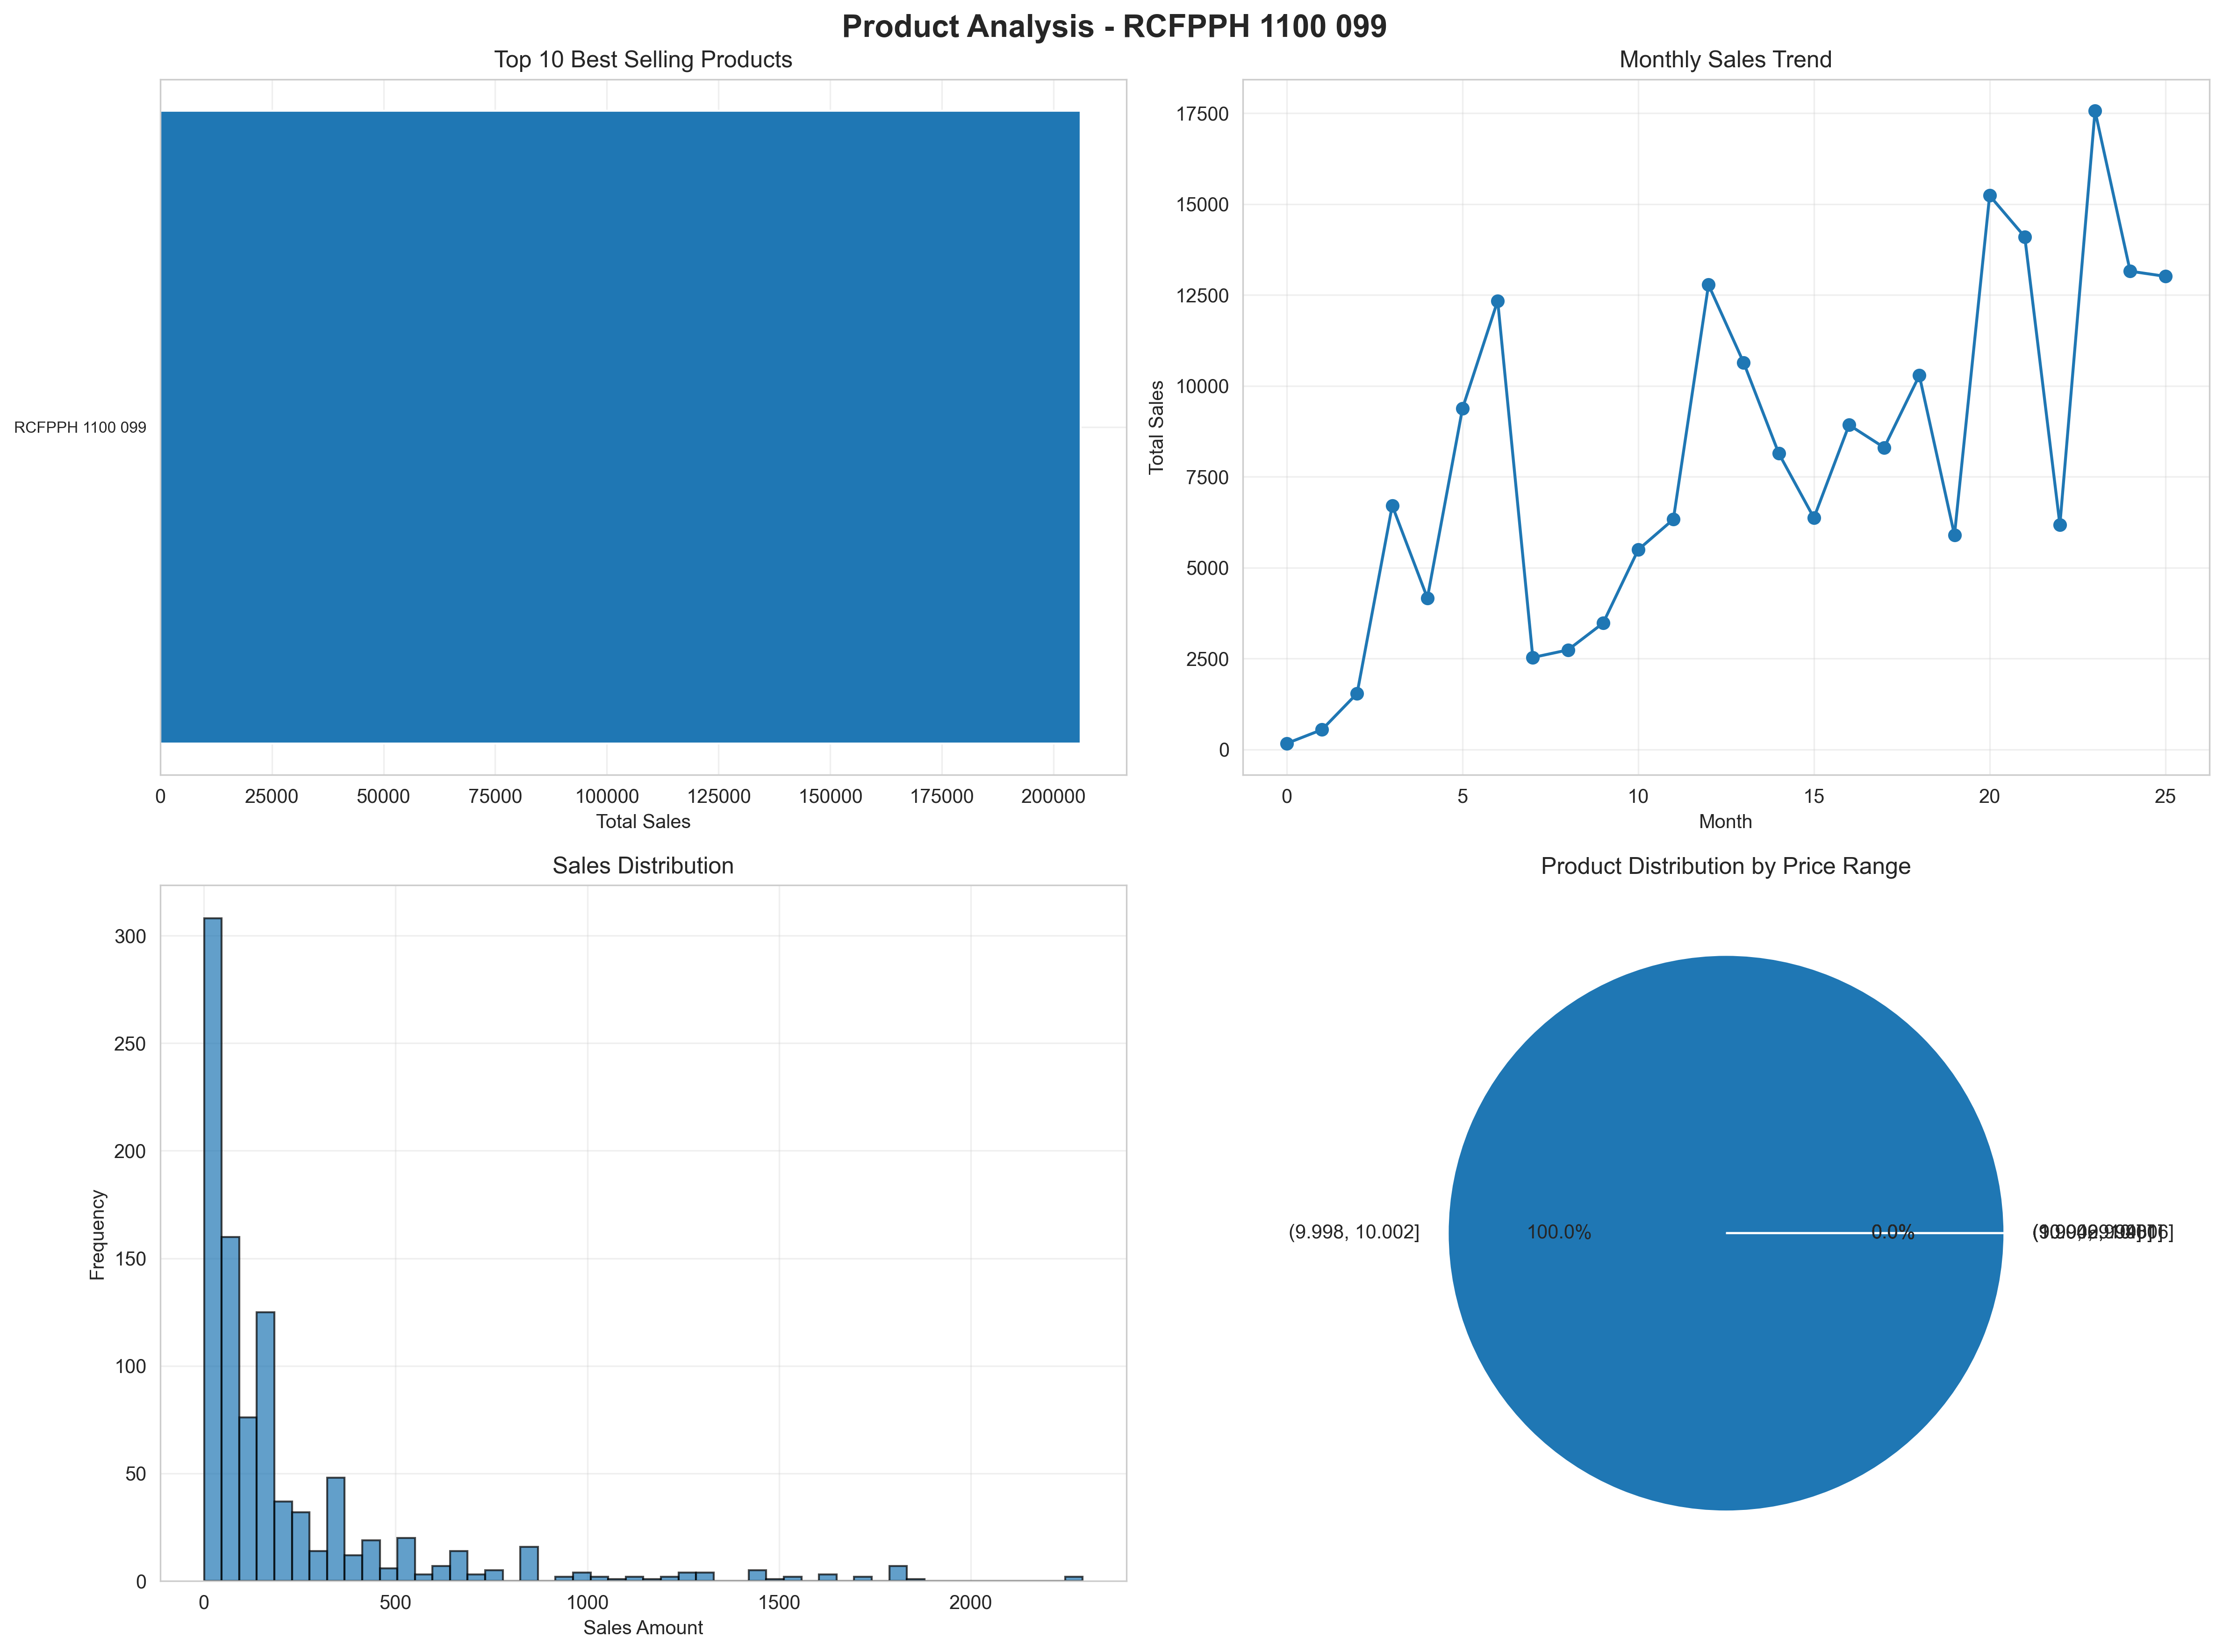 Product Analysis - RCFPPH 1100 099
Top 10 Best Selling Products
RCFPPH 1100 099
0 25000 50000 75000 100000 125000 150000 175000 200000
Total Sales
Monthly Sales Trend
Total Sales
17500
15000
12500
10000
7500
5000
2500
0
0 5 10 15 20 25
Month
Sales Distribution
Frequency
300
250
200
150
100
50
0
0 500 1000 1500 2000
Sales Amount
Product Distribution by Price Range
(9.998, 10.002] 100.0% 0.0%